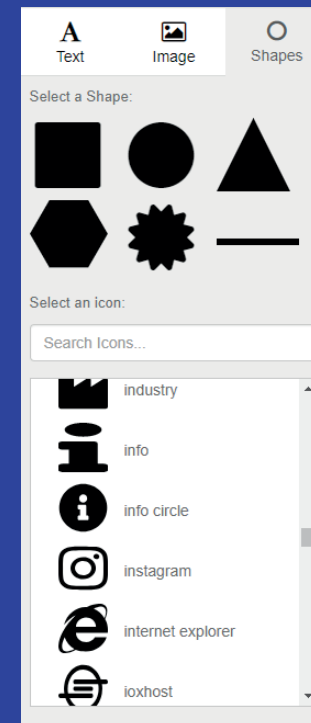 A
Text Image Shapes
Select a Shape:
Select an icon:
Search Icons...
industry
info
info circle
instagram
internet explorer
ioxhost